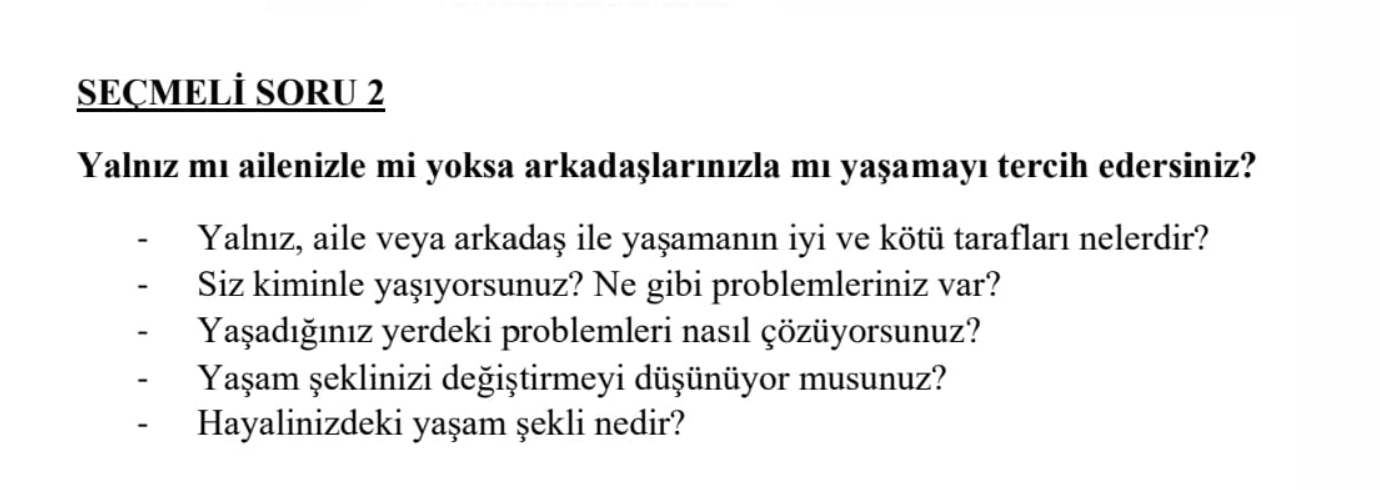 SEÇMELİ SORU 2
Yalnız mı ailenizle mi yoksa arkadaşlarınızla mı yaşamayı tercih edersiniz?
- Yalnız, aile veya arkadaş ile yaşamanın iyi ve kötü tarafları nelerdir?
- Siz kiminle yaşıyorsunuz? Ne gibi problemleriniz var?
- Yaşadığınız yerdeki problemleri nasıl çözüyorsunuz?
- Yaşam şeklinizi değiştirmeyi düşünüyor musunuz?
- Hayalinizdeki yaşam şekli nedir?